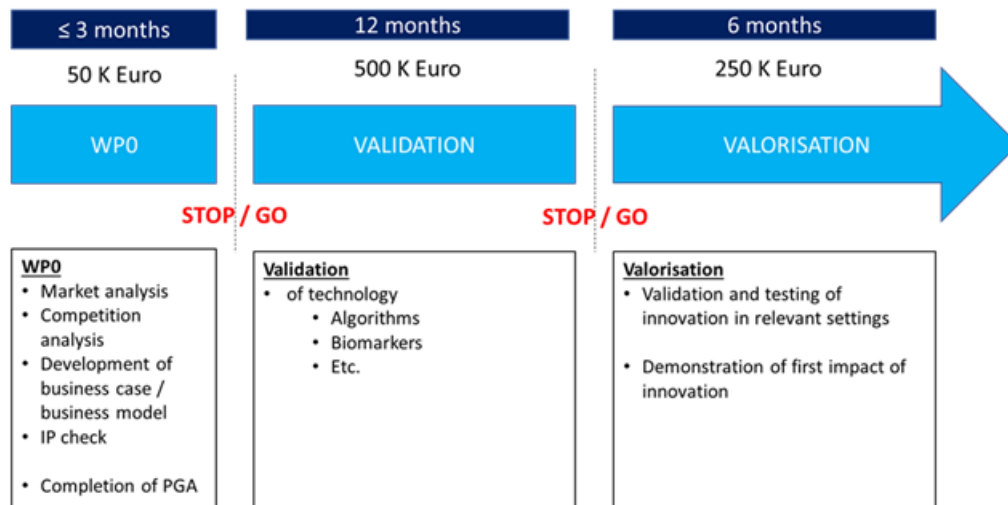 ≤ 3 months
12 months
6 months
50 K Euro
500 K Euro
250 K Euro
WP0
VALIDATION
VALORISATION
STOP / GO
STOP / GO
WP0
• Market analysis
• Competition
analysis
• Development of
business case /
business model
• IP check
• Completion of PGA
Validation
• of technology
• Algorithms
• Biomarkers
• Etc.
Valorisation
• Validation and testing of
innovation in relevant settings
• Demonstration of first impact of
innovation